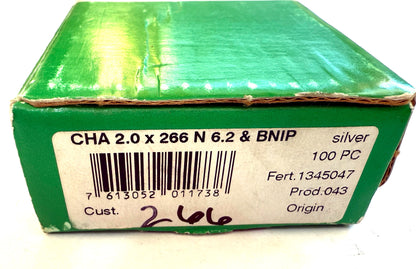 CHA 2.0 x 266 N 6.2 & BNIP silver
100 PC
Fert.1345047
7 613052 011738
Prod.043
Cust. 266 Origin